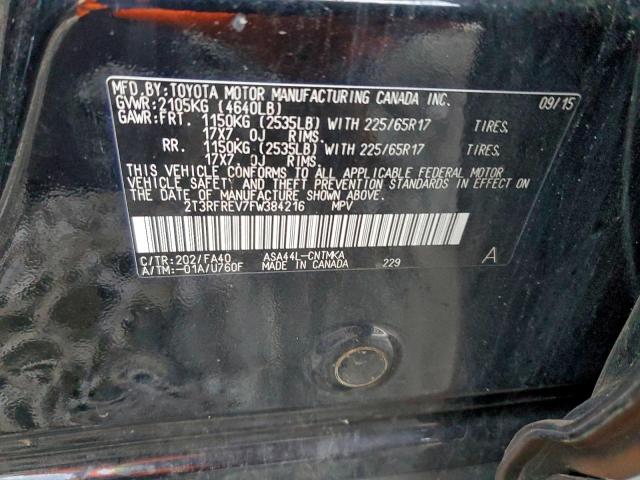 MFD. BY: TOYOTA MOTOR MANUFACTURING CANADA INC.
GVWR: 2105KG (4640LB) 09/15
GAWR: FRT. 1150KG (2535LB) WITH 225/65R17 TIRES.
17X7. 0J RIMS.
RR. 1150KG (2535LB) WITH 225/65R17 TIRES.
17X7. 0J RIMS.
THIS VEHICLE CONFORMS TO ALL APPLICABLE FEDERAL MOTOR
VEHICLE SAFETY AND THEFT PREVENTION STANDARDS IN EFFECT ON
THE DATE OF MANUFACTURE SHOWN ABOVE.
2T3RFREV7FW384216 MPV
C/TR: 202/FA40 ASA44L-CNTMKA A
A/TM: -01A/U760F MADE IN CANADA 229